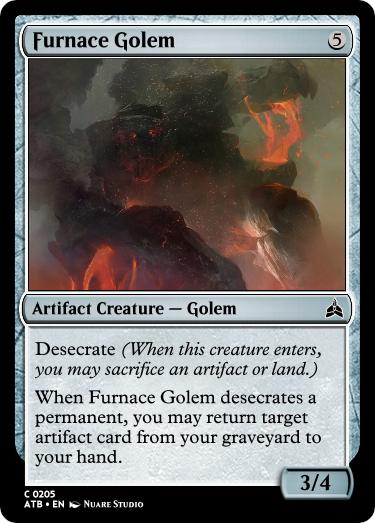 Furnace Golem 5
Artifact Creature — Golem
Desecrate (When this creature enters,
you may sacrifice an artifact or land.)
When Furnace Golem desecrates a
permanent, you may return target
artifact card from your graveyard to
your hand.
3/4
C 0205
ATB • EN Nuare Studio